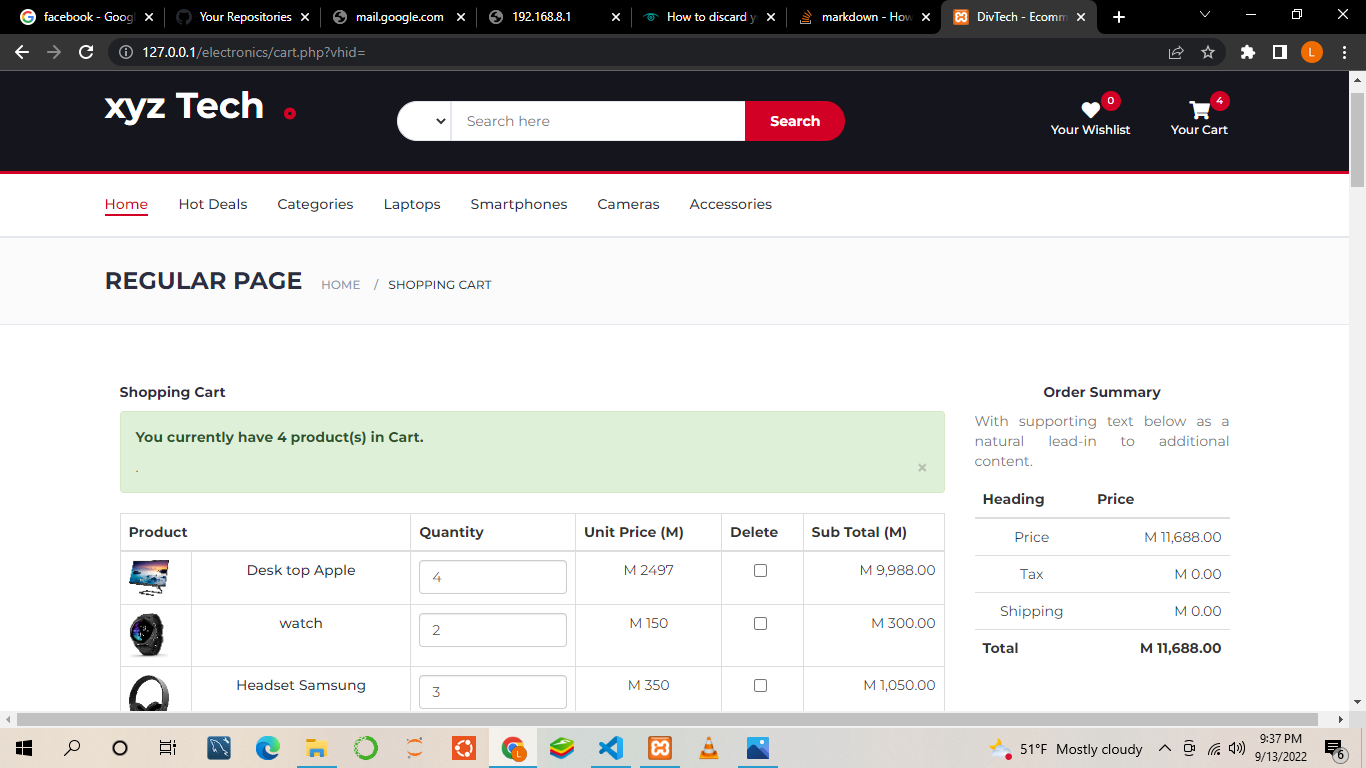 facebook - Goog
Your Repositories
mail.google.com
192.168.8.1
How to discard y
markdown - How
DivTech - Ecomm
127.0.0.1/electronics/cart.php?vhid=
L
xyz Tech
Search here
Search
0
Your Wishlist
4
Your Cart
Home
Hot Deals
Categories
Laptops
Smartphones
Cameras
Accessories
REGULAR PAGE
HOME / SHOPPING CART
Shopping Cart
You currently have 4 product(s) in Cart.
.
×
Product Quantity Unit Price (M) Delete Sub Total (M)
Desk top Apple 4 M 2497 M 9,988.00
watch 2 M 150 M 300.00
Headset Samsung 3 M 350 M 1,050.00
Order Summary
With supporting text below as a
natural lead-in to additional
content.
Heading Price
Price M 11,688.00
Tax M 0.00
Shipping M 0.00
Total M 11,688.00
51°F Mostly cloudy
9:37 PM
9/13/2022
6